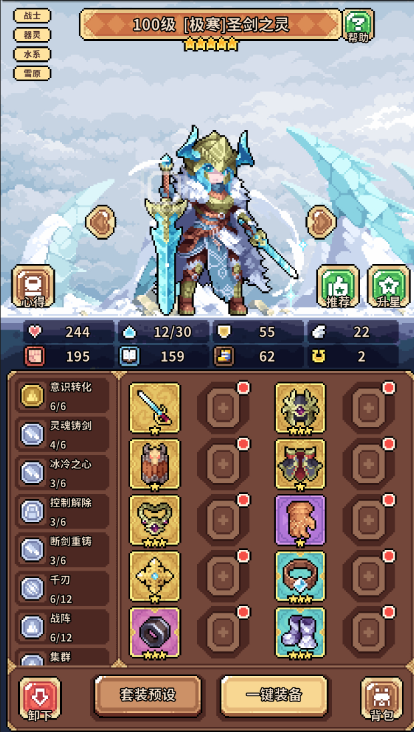 战士
器灵
水系
雪原
100级 [极寒]圣剑之灵
帮助
心得
推荐
升星
244
12/30
55
22
195
159
62
2
意识转化
6/6
灵魂铸剑
4/6
冰冷之心
3/6
控制解除
3/6
断剑重铸
3/6
千刃
6/12
战阵
6/12
集群
卸下
套装预设
一键装备
背包